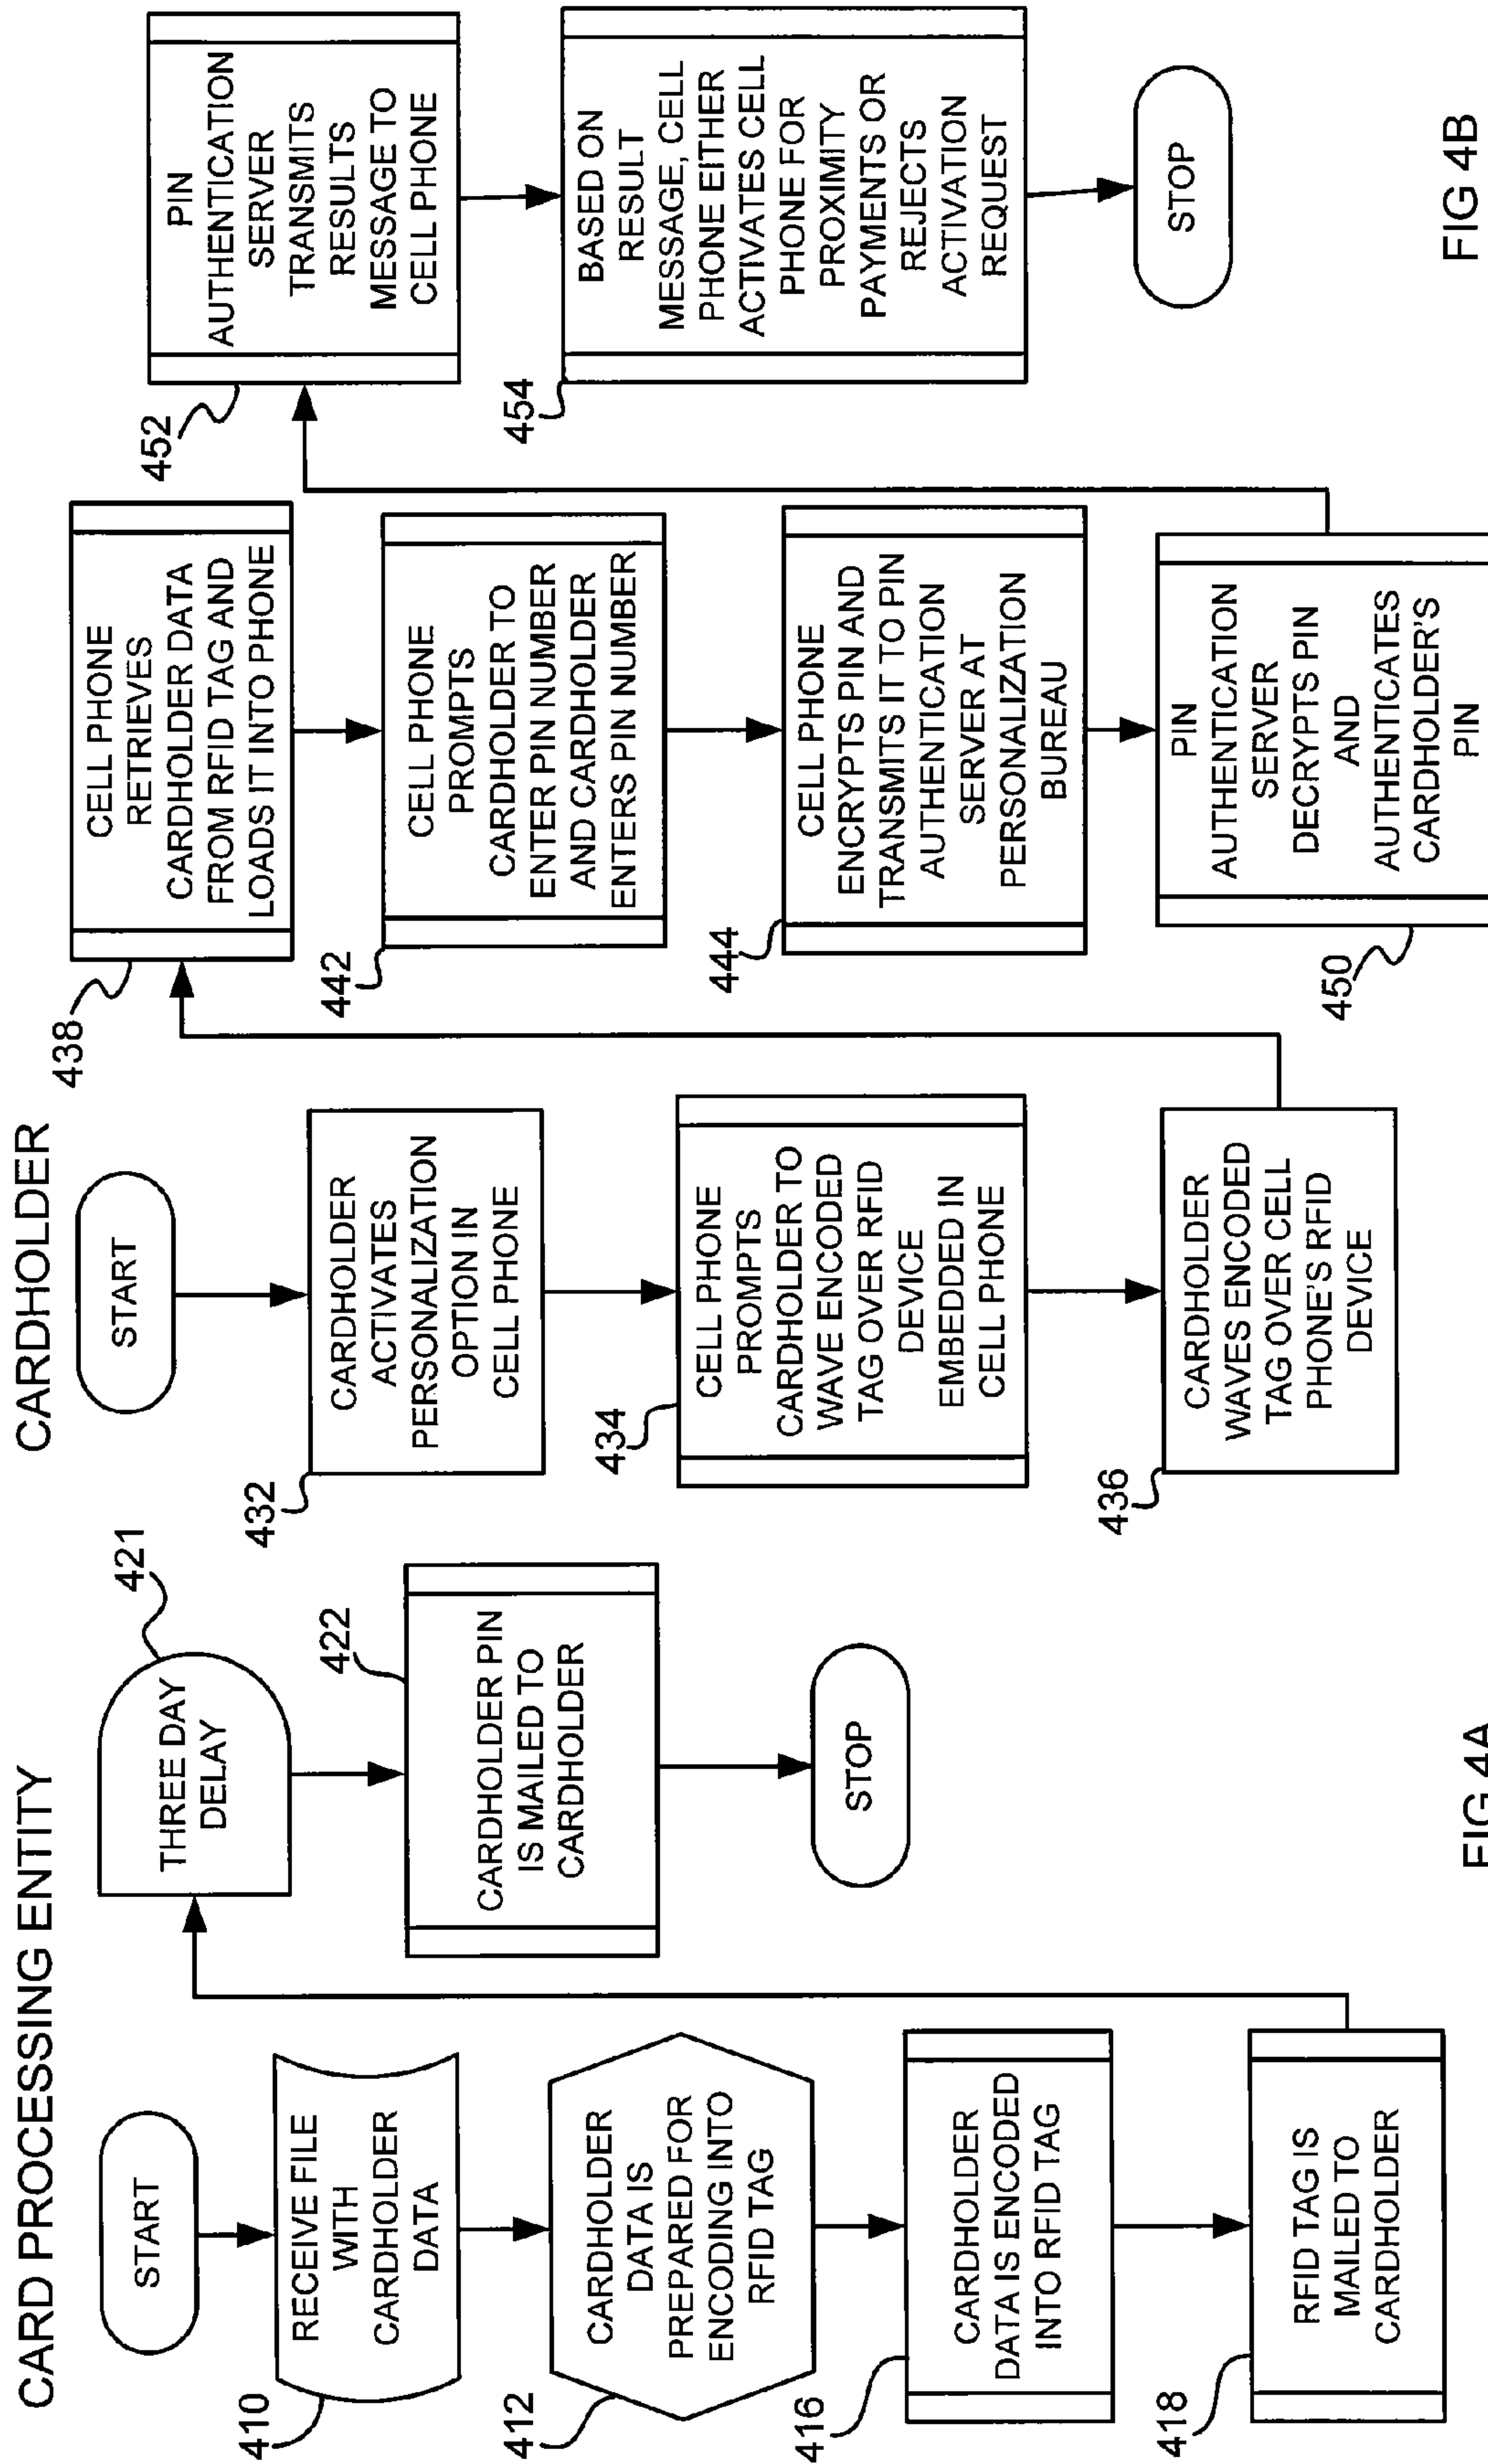 CARD PROCESSING ENTITY
START
410
RECEIVE FILE
WITH
CARDHOLDER
DATA
412
CARDHOLDER
DATA IS
PREPARED FOR
ENCODING INTO
RFID TAG
416
CARDHOLDER
DATA IS ENCODED
INTO RFID TAG
418
RFID TAG IS
MAILED TO
CARDHOLDER
421
THREE DAY
DELAY
422
CARDHOLDER PIN
IS MAILED TO
CARDHOLDER
STOP
FIG 4A
CARDHOLDER
START
432
CARDHOLDER
ACTIVATES
PERSONALIZATION
OPTION IN
CELL PHONE
434
CELL PHONE
PROMPTS
CARDHOLDER TO
WAVE ENCODED
TAG OVER RFID
DEVICE
EMBEDDED IN
CELL PHONE
436
CARDHOLDER
WAVES ENCODED
TAG OVER CELL
PHONE'S RFID
DEVICE
438
CELL PHONE
RETRIEVES
CARDHOLDER DATA
FROM RFID TAG AND
LOADS IT INTO PHONE
442
CELL PHONE
PROMPTS
CARDHOLDER TO
ENTER PIN NUMBER
AND CARDHOLDER
ENTERS PIN NUMBER
444
CELL PHONE
ENCRYPTS PIN AND
TRANSMITS IT TO PIN
AUTHENTICATION
SERVER AT
PERSONALIZATION
BUREAU
450
PIN
AUTHENTICATION
SERVER
DECRYPTS PIN
AND
AUTHENTICATES
CARDHOLDER'S
PIN
452
PIN
AUTHENTICATION
SERVER
TRANSMITS
RESULTS
MESSAGE TO
CELL PHONE
454
BASED ON
RESULT
MESSAGE, CELL
PHONE EITHER
ACTIVATES CELL
PHONE FOR
PROXIMITY
PAYMENTS OR
REJECTS
ACTIVATION
REQUEST
STOP
FIG 4B